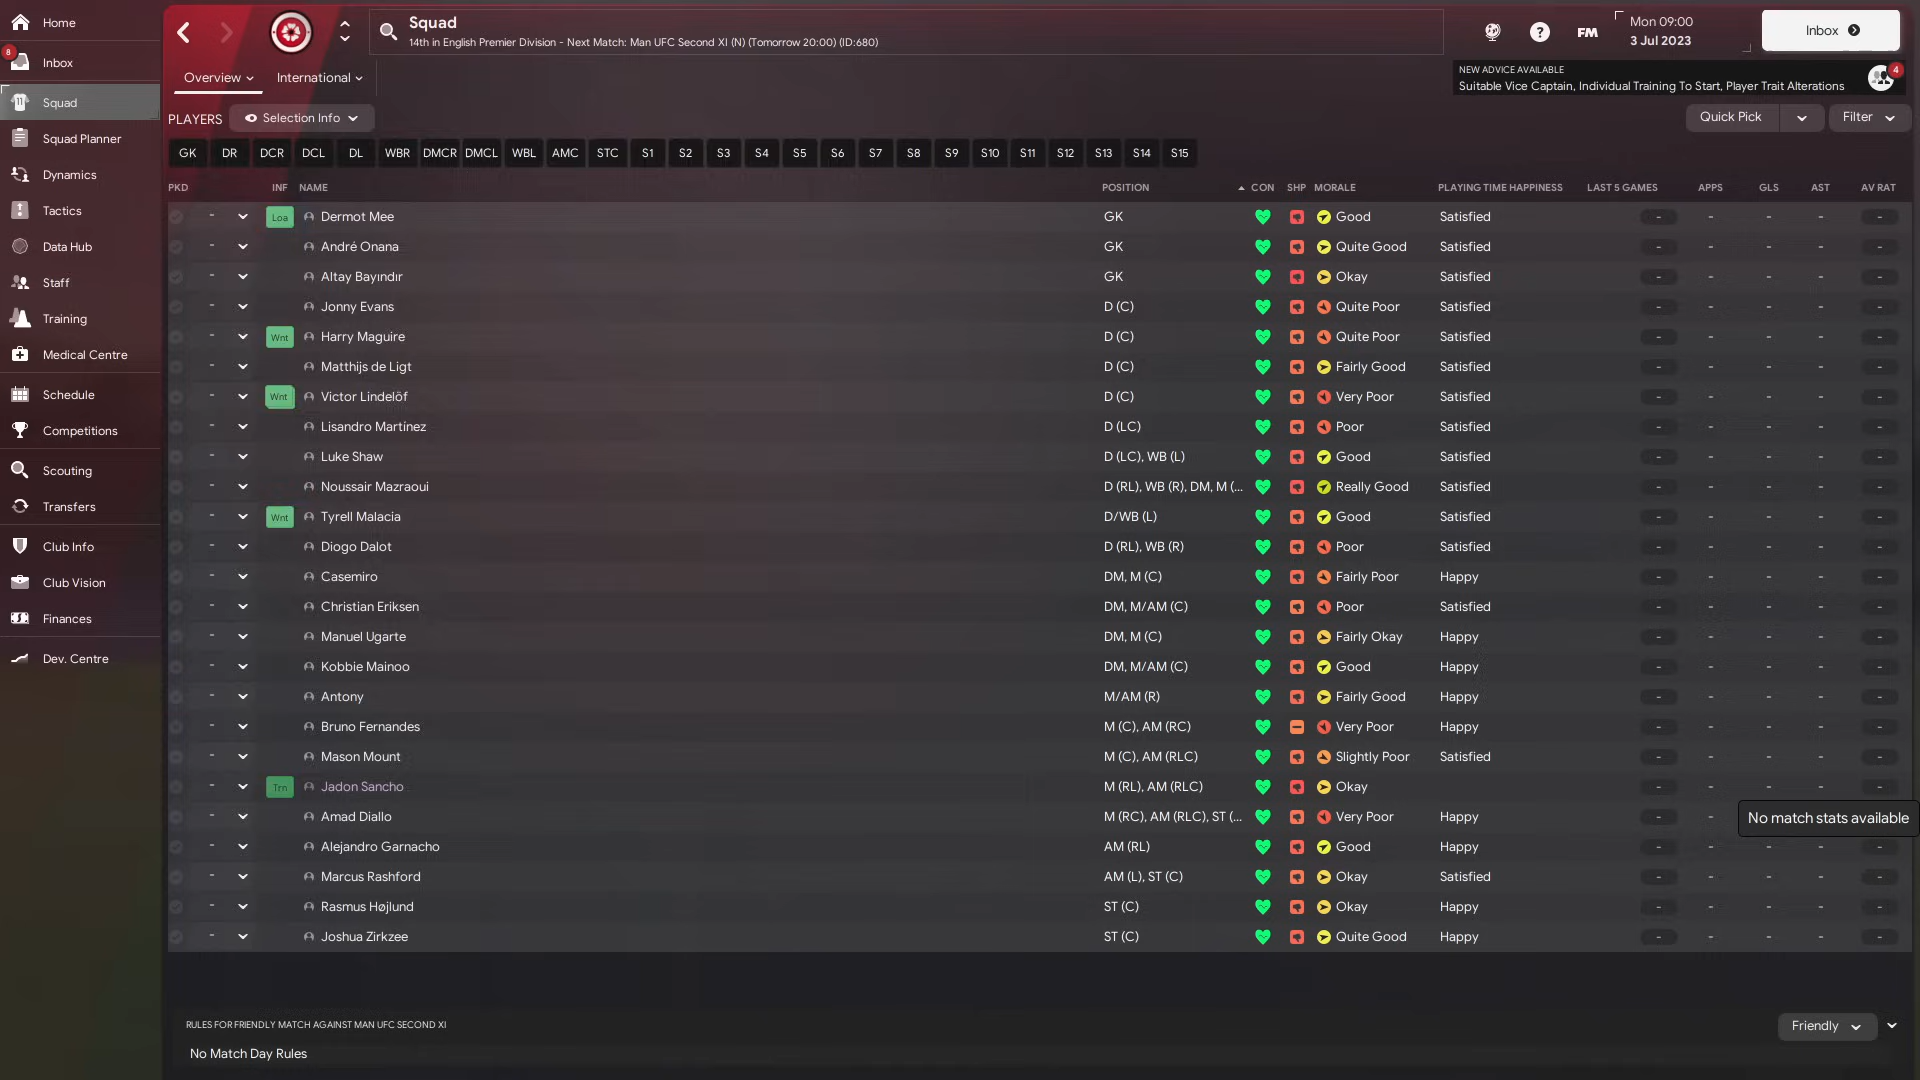 Home
8
Inbox
Squad
Squad Planner
Dynamics
Tactics
Data Hub
Staff
Training
Medical Centre
Schedule
Competitions
Scouting
Transfers
Club Info
Club Vision
Finances
Dev. Centre
Squad
14th in English Premier Division - Next Match: Man UFC Second XI (N) (Tomorrow 20:00) (ID:680)
? FM Mon 09:00
3 Jul 2023
Inbox
Overview International
NEW ADVICE AVAILABLE
Suitable Vice Captain, Individual Training To Start, Player Trait Alterations 4
PLAYERS Selection Info Quick Pick Filter
GK DR DCR DCL DL WBR DMCR DMCL WBL AMC STC S1 S2 S3 S4 S5 S6 S7 S8 S9 S10 S11 S12 S13 S14 S15
PKD INF NAME POSITION CON SHP MORALE PLAYING TIME HAPPINESS LAST 5 GAMES APPS GLS AST AV RAT
- Loa Dermot Mee GK Good Satisfied - - - - -
- André Onana GK Quite Good Satisfied - - - - -
- Altay Bayındır GK Okay Satisfied - - - - -
- Jonny Evans D (C) Quite Poor Satisfied - - - - -
- Wnt Harry Maguire D (C) Quite Poor Satisfied - - - - -
- Matthijs de Ligt D (C) Fairly Good Satisfied - - - - -
- Wnt Victor Lindelöf D (C) Very Poor Satisfied - - - - -
- Lisandro Martínez D (LC) Poor Satisfied - - - - -
- Luke Shaw D (LC), WB (L) Good Satisfied - - - - -
- Noussair Mazraoui D (RL), WB (R), DM, M (... Really Good Satisfied - - - - -
- Wnt Tyrell Malacia D/WB (L) Good Satisfied - - - - -
- Diogo Dalot D (RL), WB (R) Poor Satisfied - - - - -
- Casemiro DM, M (C) Fairly Poor Happy - - - - -
- Christian Eriksen DM, M/AM (C) Poor Satisfied - - - - -
- Manuel Ugarte DM, M (C) Fairly Okay Happy - - - - -
- Kobbie Mainoo DM, M/AM (C) Good Happy - - - - -
- Antony M/AM (R) Fairly Good Happy - - - - -
- Bruno Fernandes M (C), AM (RC) Very Poor Happy - - - - -
- Mason Mount M (C), AM (RLC) Slightly Poor Satisfied - - - - -
- Trn Jadon Sancho M (RL), AM (RLC) Okay - - - - -
- Amad Diallo M (RC), AM (RLC), ST (... Very Poor Happy - - No match stats available
- Alejandro Garnacho AM (RL) Good Happy - - - - -
- Marcus Rashford AM (L), ST (C) Okay Satisfied - - - - -
- Rasmus Højlund ST (C) Okay Happy - - - - -
- Joshua Zirkzee ST (C) Quite Good Happy - - - - -
RULES FOR FRIENDLY MATCH AGAINST MAN UFC SECOND XI
Friendly
No Match Day Rules